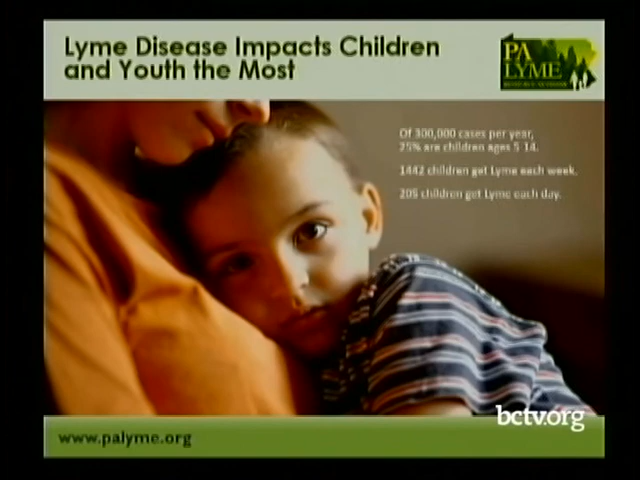 Lyme Disease Impacts Children
and Youth the Most
PA
LYME
Of 300,000 cases per year,
25% are children ages 5-14.
1442 children get Lyme each week.
205 children get Lyme each day.
bctv.org
www.palyme.org